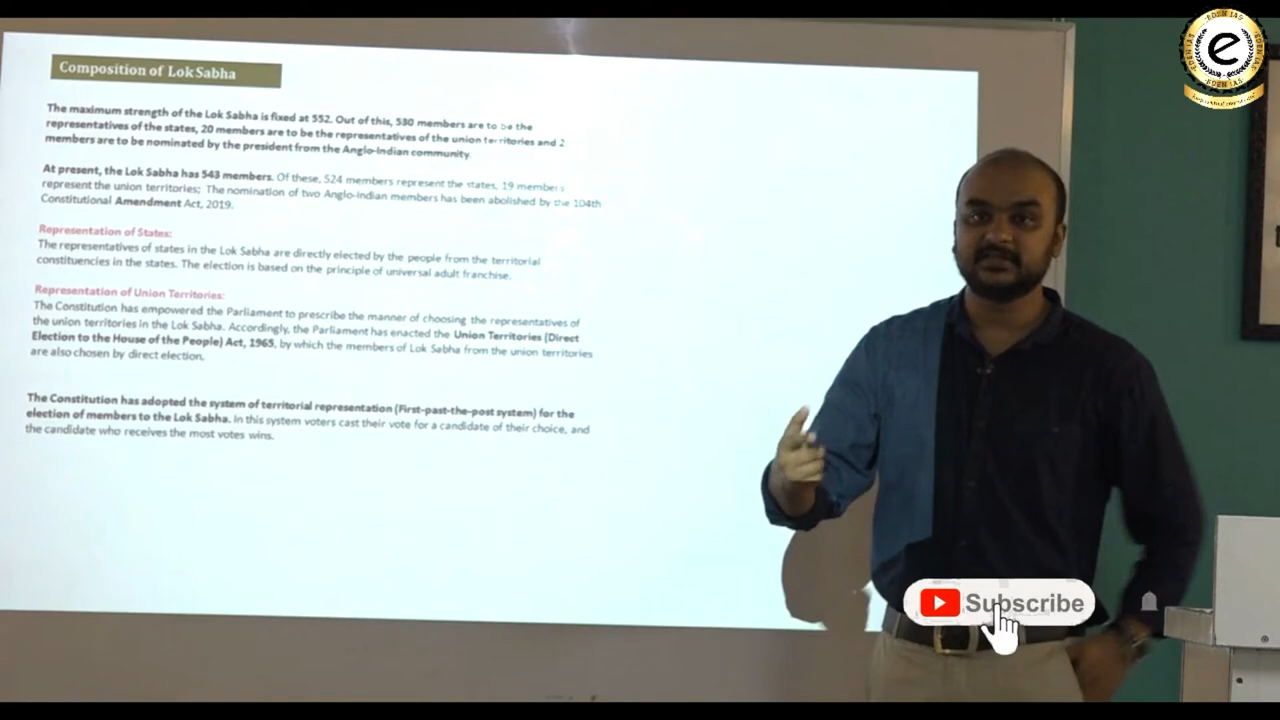 Composition of Lok Sabha
The maximum strength of the Lok Sabha is fixed at 552. Out of this, 530 members are to be the
representatives of the states, 20 members are to be the representatives of the union territories and 2
members are to be nominated by the president from the Anglo-Indian community.
At present, the Lok Sabha has 543 members. Of these, 524 members represent the states, 19 members
represent the union territories; The nomination of two Anglo-Indian members has been abolished by the 104th
Constitutional Amendment Act, 2019.
Representation of States:
The representatives of states in the Lok Sabha are directly elected by the people from the territorial
constituencies in the states. The election is based on the principle of universal adult franchise.
Representation of Union Territories:
The Constitution has empowered the Parliament to prescribe the manner of choosing the representatives of
the union territories in the Lok Sabha. Accordingly, the Parliament has enacted the Union Territories (Direct
Election to the House of the People) Act, 1965, by which the members of Lok Sabha from the union territories
are also chosen by direct election.
The Constitution has adopted the system of territorial representation (First-past-the-post system) for the
election of members to the Lok Sabha. In this system voters cast their vote for a candidate of their choice, and
the candidate who receives the most votes wins.
EDEN IAS
EDEN IAS
e
EDEN IAS
EDEN IAS
Subscribe